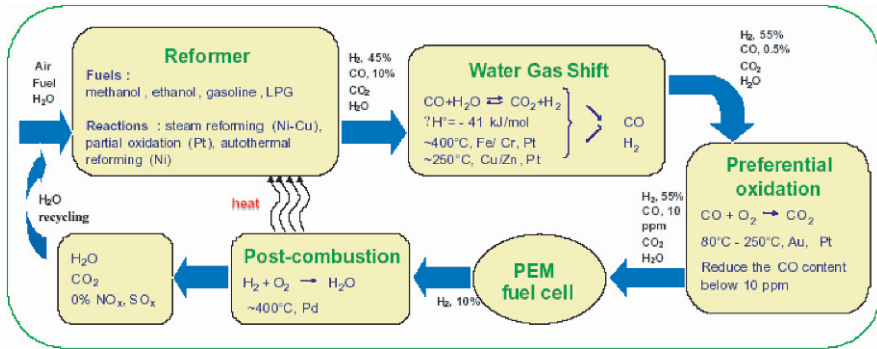 Air
Fuel
H₂O
Reformer
Fuels :
methanol , ethanol , gasoline , LPG
Reactions : steam reforming (Ni-Cu),
partial oxidation (Pt), autothermal
reforming (Ni)
H₂, 45%
CO, 10%
CO₂
H₂O
Water Gas Shift
CO+H₂O ⇄ CO₂+H₂
?H°= - 41 kJ/mol
~400°C, Fe/ Cr, Pt
~250°C, Cu/Zn, Pt
CO
H₂
H₂, 55%
CO, 0.5%
CO₂
H₂O
Preferential
oxidation
CO + O₂ → CO₂
80°C - 250°C, Au, Pt
Reduce the CO content
below 10 ppm
H₂, 55%
CO, 10
ppm
CO₂
H₂O
PEM
fuel cell
H₂, 10%
Post-combustion
H₂ + O₂ → H₂O
~400°C, Pd
heat
H₂O
CO₂
0% NOₓ, SOₓ
H₂O
recycling